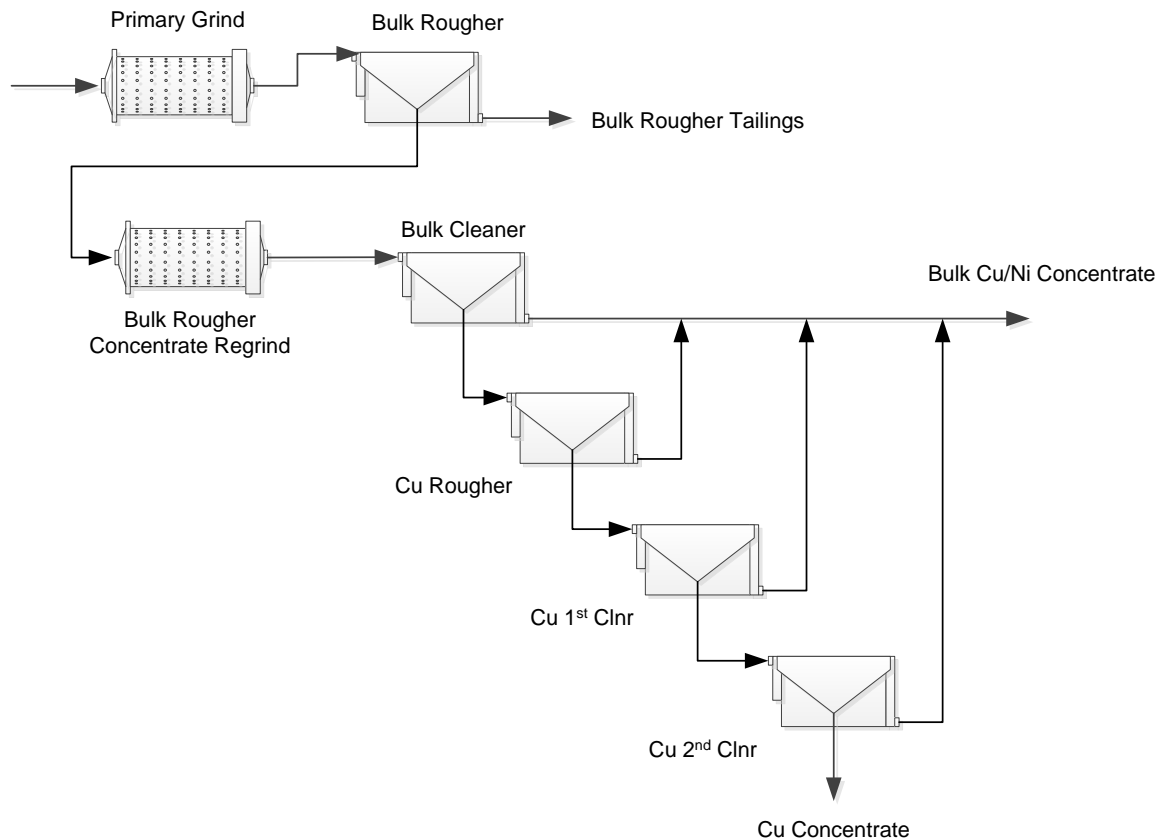 Primary Grind
Bulk Rougher
Bulk Rougher Tailings
Bulk Cleaner
Bulk Cu/Ni Concentrate
Bulk Rougher
Concentrate Regrind
Cu Rougher
Cu 1st Clnr
Cu 2nd Clnr
Cu Concentrate